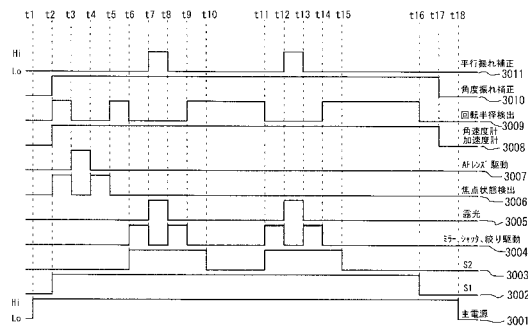 t1 t2 t3 t4 t5 t6 t7 t8 t9 t10 t11 t12 t13 t14 t15 t16 t17 t18
Hi
Lo
平行振れ補正
3011
角度振れ補正
3010
回転半径検出
3009
角速度計
加速度計
3008
AFレンズ駆動
3007
焦点状態検出
3006
露光
3005
ミラー、シャッタ、絞り駆動
3004
S2
3003
S1
3002
Hi
Lo
主電源
3001